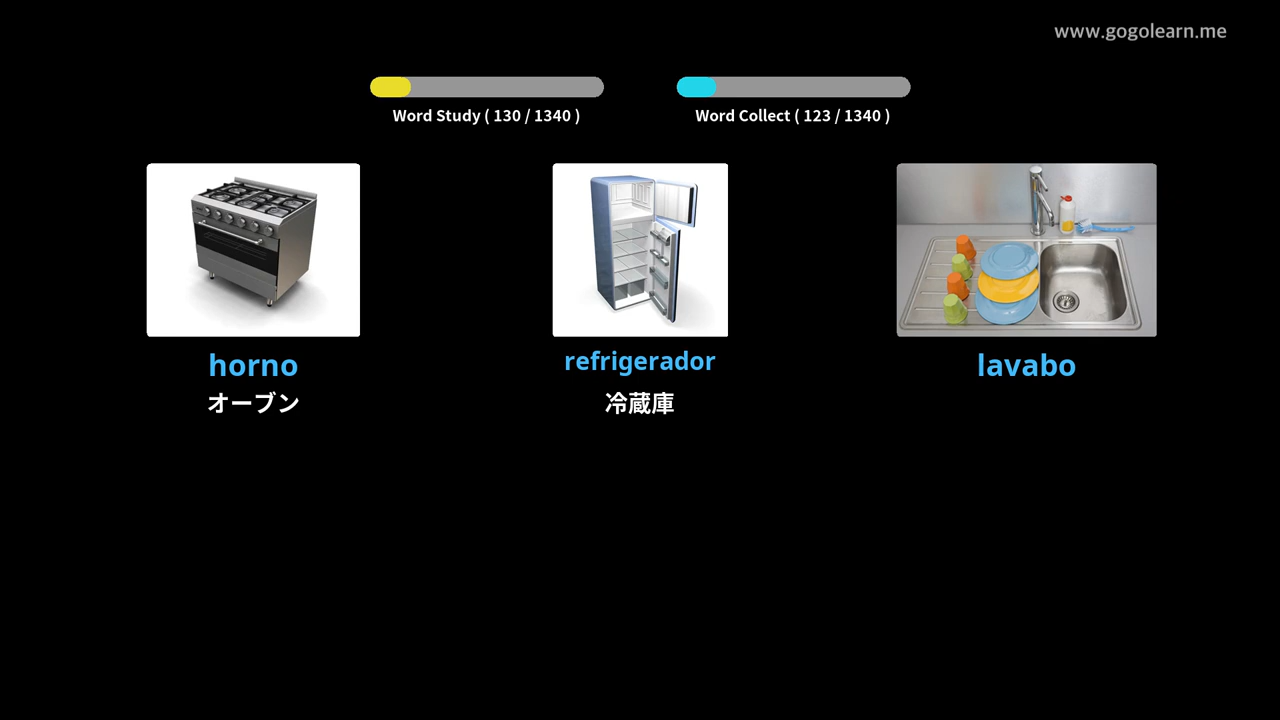 www.gogolearn.me
Word Study ( 130 / 1340 )
Word Collect ( 123 / 1340 )
horno
refrigerador
lavabo
オーブン
冷蔵庫